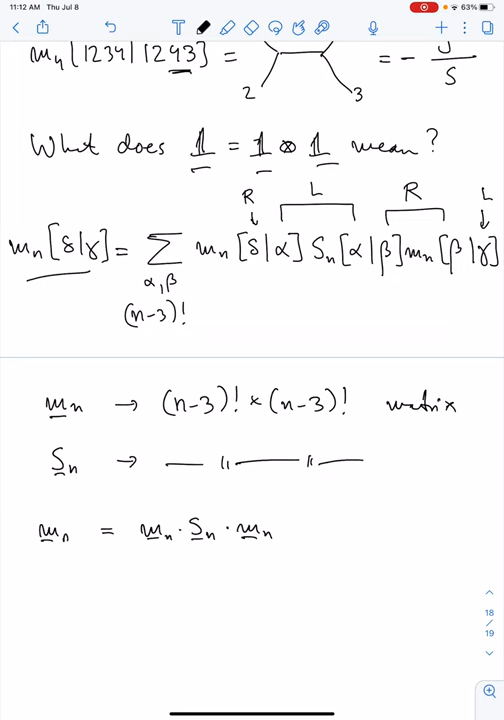 11:12 AM Thu Jul 8 63%
m₄[1234|1243] = = -
S
2 3
What does 𝟙 = 𝟙 ⊗ 𝟙 mean?
R L R L
mₙ[δ|γ] = ∑ mₙ[δ|α] Sₙ[α|β] mₙ[β|γ]
α,β
(n-3)!
mₙ → (n-3)! × (n-3)! matrix
Sₙ → — " — " —
mₙ = mₙ · Sₙ · mₙ
18
/
19